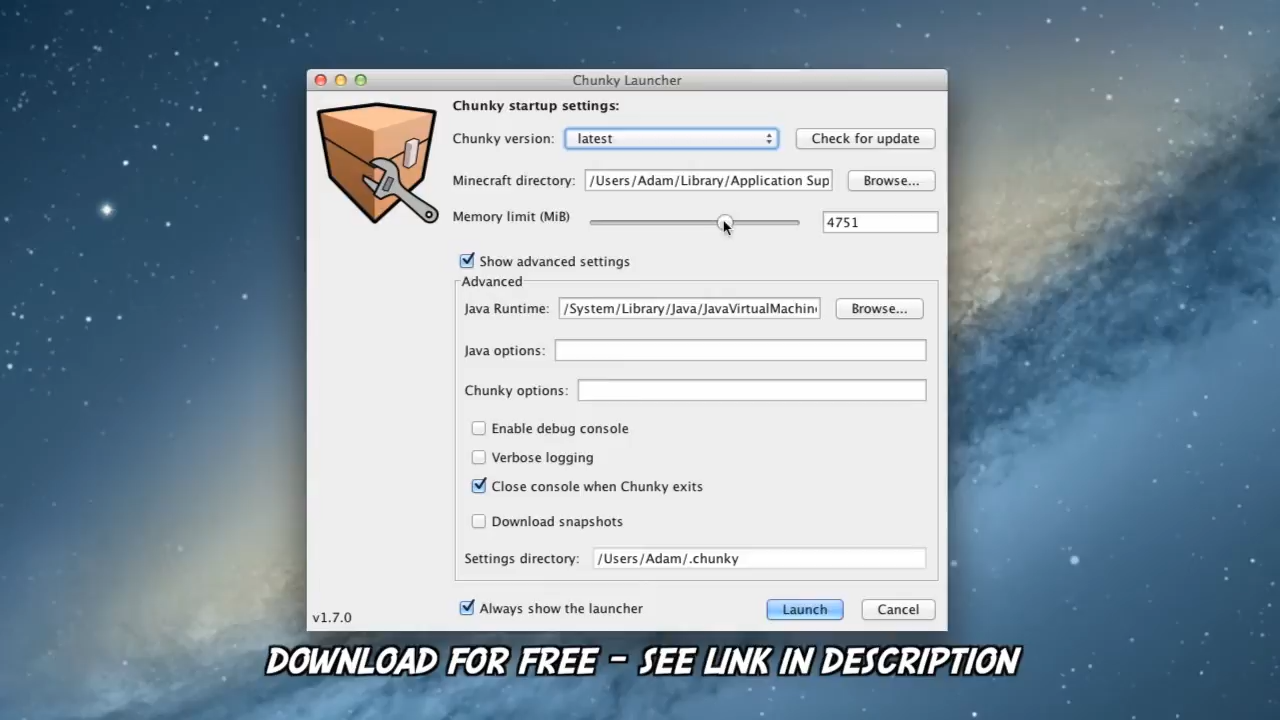 Chunky Launcher
Chunky startup settings:
Chunky version: latest Check for update
Minecraft directory: /Users/Adam/Library/Application Sup Browse...
Memory limit (MiB) 4751
Show advanced settings
Advanced
Java Runtime: /System/Library/Java/JavaVirtualMachin Browse...
Java options:
Chunky options:
Enable debug console
Verbose logging
Close console when Chunky exits
Download snapshots
Settings directory: /Users/Adam/.chunky
Always show the launcher Launch Cancel
v1.7.0
DOWNLOAD FOR FREE - SEE LINK IN DESCRIPTION